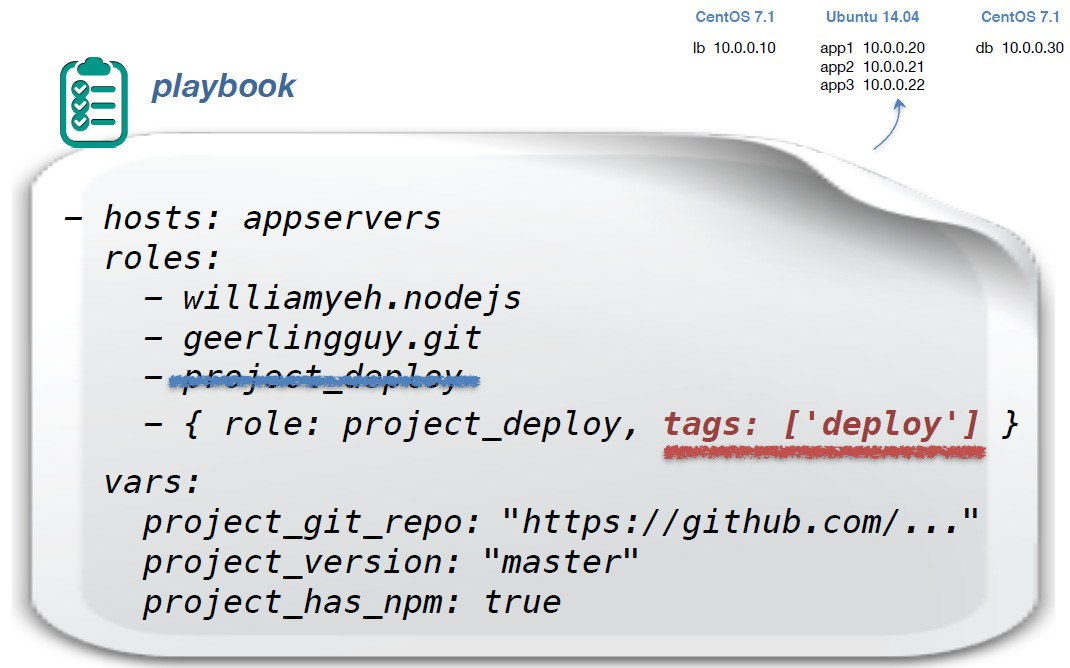 CentOS 7.1
lb 10.0.0.10
Ubuntu 14.04
app1 10.0.0.20
app2 10.0.0.21
app3 10.0.0.22
CentOS 7.1
db 10.0.0.30
playbook
- hosts: appservers
roles:
- williamyeh.nodejs
- geerlingguy.git
- project_deploy
- { role: project_deploy, tags: ['deploy'] }
vars:
project_git_repo: "https://github.com/..."
project_version: "master"
project_has_npm: true